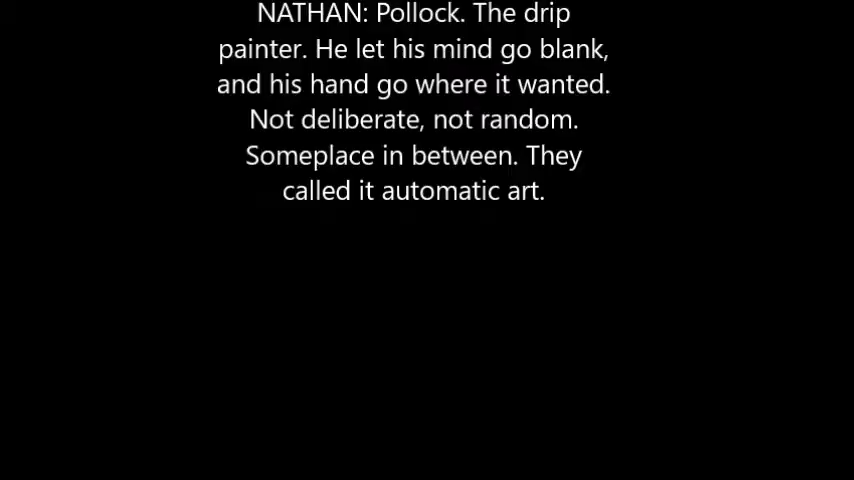 NATHAN: Pollock. The drip
painter. He let his mind go blank,
and his hand go where it wanted.
Not deliberate, not random.
Someplace in between. They
called it automatic art.